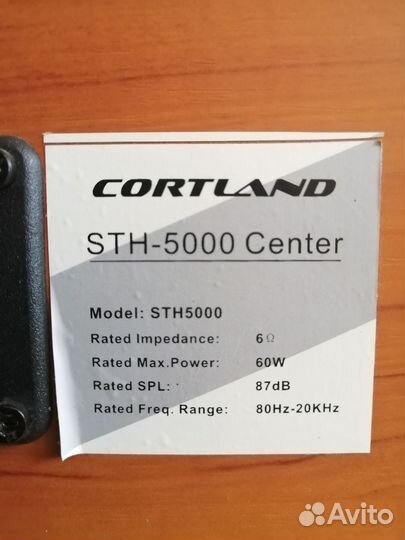 CORTLAND
STH-5000 Center
Model: STH5000
Rated Impedance: 6Ω
Rated Max.Power: 60W
Rated SPL: 87dB
Rated Freq. Range: 80Hz-20KHz
Avito